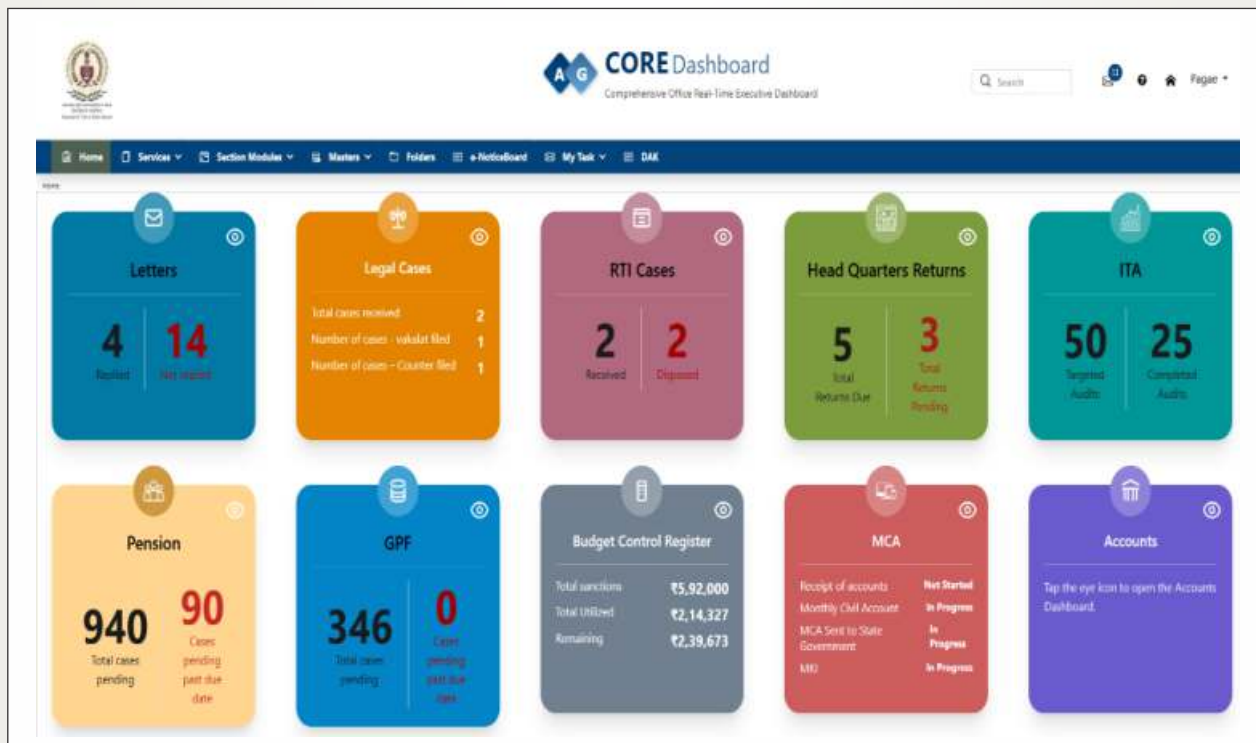 A G
CORE Dashboard
Comprehensive Office Real-Time Executive Dashboard
Search
11
Pagae
Home
Services
Section Modules
Masters
Folders
e-NoticeBoard
My Task
DAK
Home
Letters
4
Replied
14
Not replied
Legal Cases
Total cases received 2
Number of cases - vakalat filed 1
Number of cases – Counter filed 1
RTI Cases
2
Received
2
Disposed
Head Quarters Returns
5
Total
Returns Due
3
Total
Returns
Pending
ITA
50
Targeted
Audits
25
Completed
Audits
Pension
940
Total cases
pending
90
Cases
pending
past due
date
GPF
346
Total cases
pending
0
Cases
pending
past due
date
Budget Control Register
Total sanctions ₹5,92,000
Total Utilized ₹2,14,327
Remaining ₹2,39,673
MCA
Receipt of accounts Not Started
Monthly Civil Account In Progress
MCA Sent to State In
Government Progress
MKI In Progress
Accounts
Tap the eye icon to open the Accounts
Dashboard.